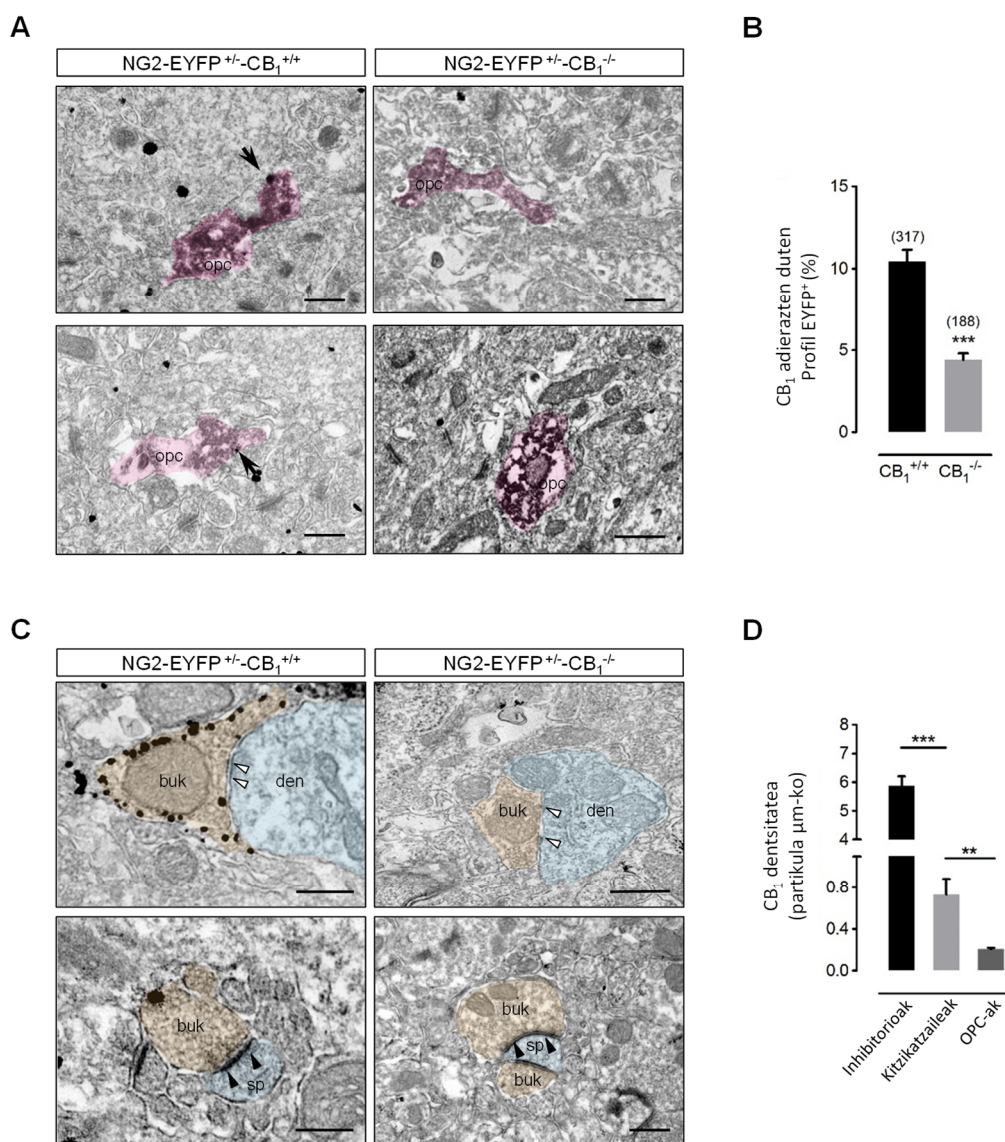 A
NG2-EYFP+/--CB1+/+
NG2-EYFP+/--CB1-/-
opc
opc
opc
opc
B
CB1 adierazten duten
Profil EYFP+ (%)
15
10
5
0
(317)
(188)
***
CB1+/+
CB1-/-
C
NG2-EYFP+/--CB1+/+
NG2-EYFP+/--CB1-/-
buk
den
buk
den
buk
sp
buk
sp
buk
D
CB1 dentsitatea
(partikula µm-ko)
8
7
6
5
4
0.8
0.4
0.0
***
**
Inhibitorioak
Kitzikatzaileak
OPC-ak